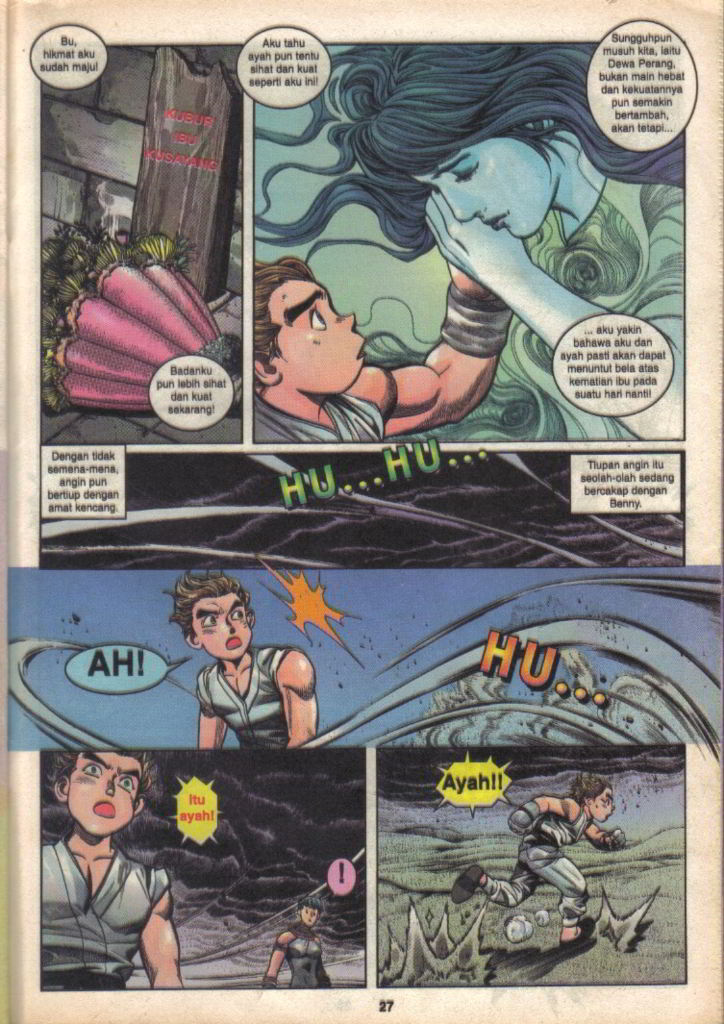 Bu,
hikmat aku
sudah maju!
KUBUR
IBU
KUSAYANG
Badanku
pun lebih sihat
dan kuat
sekarang!
Aku tahu
ayah pun tentu
sihat dan kuat
seperti aku ini!
Sungguhpun
musuh kita, iaitu
Dewa Perang,
bukan main hebat
dan kekuatannya
pun semakin
bertambah,
akan tetapi...
... aku yakin
bahawa aku dan
ayah pasti akan dapat
menuntut bela atas
kematian ibu pada
suatu hari nanti!
Dengan tidak
semena-mena,
angin pun
bertiup dengan
amat kencang.
HU...HU...
Tiupan angin itu
seolah-olah sedang
bercakap dengan
Benny.
AH!
HU...
Itu
ayah!
!
Ayah!!
27